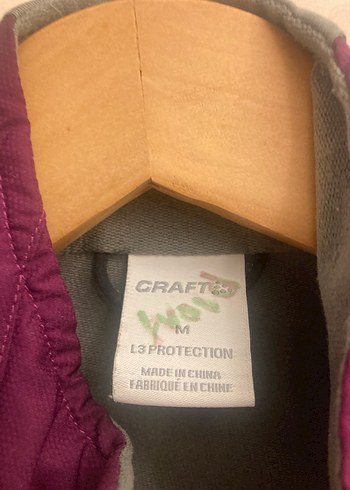 CRAFT
M
L3 PROTECTION
MADE IN CHINA
FABRIQUÉ EN CHINE